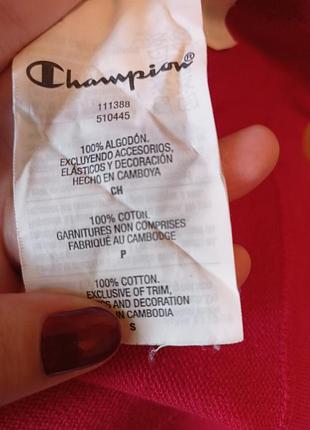 Champion®
111388
510445
100% ALGODÓN.
EXCLUYENDO ACCESORIOS,
ELÁSTICOS Y DECORACIÓN
HECHO EN CAMBOYA
CH
100% COTON.
GARNITURES NON COMPRISES
FABRIQUÉ AU CAMBODGE
P
100% COTTON.
EXCLUSIVE OF TRIM,
AND DECORATION
IN CAMBODIA
S